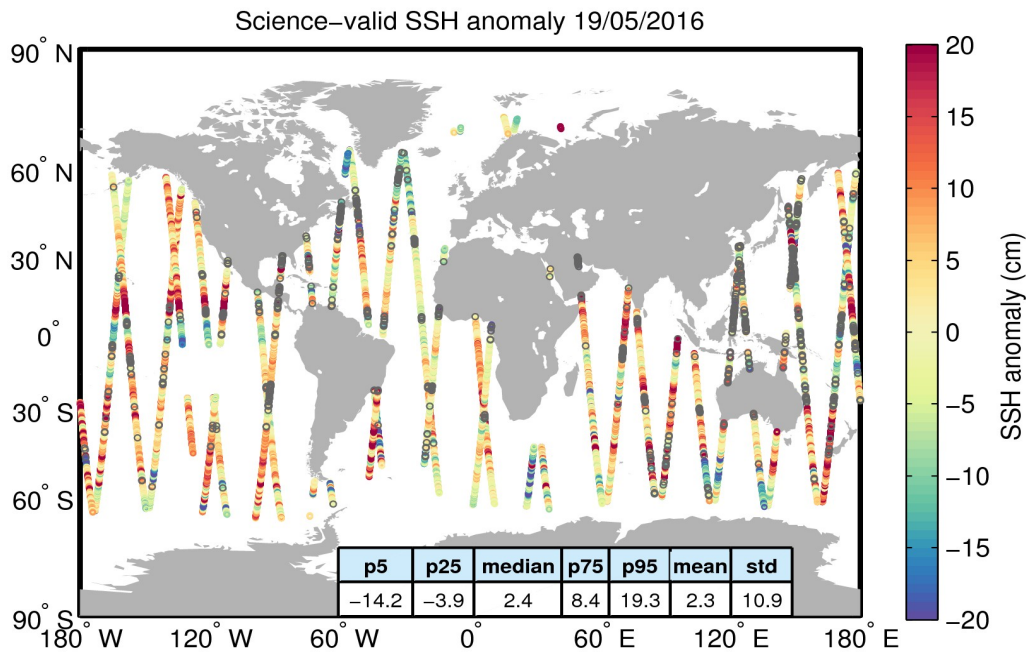 Science−valid SSH anomaly 19/05/2016
90° N
60° N
30° N
0°
30° S
60° S
90° S
180° W
120° W
60° W
0°
60° E
120° E
180° E
p5 p25 median p75 p95 mean std
−14.2 −3.9 2.4 8.4 19.3 2.3 10.9
20
15
10
5
0
−5
−10
−15
−20
SSH anomaly (cm)